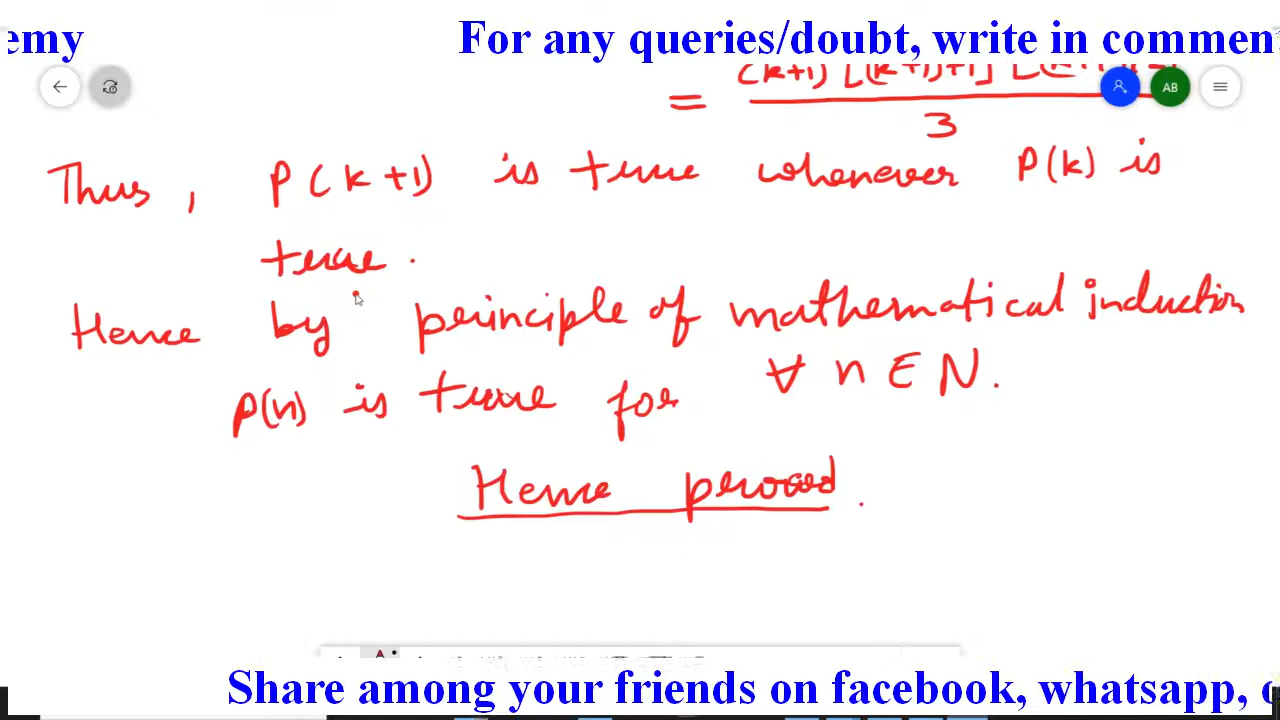 emy For any queries/doubt, write in commen
= (k+1) [(k+1)+1]
3
AB
Thus, P(k+1) is true whenever P(k) is
true.
Hence by principle of mathematical induction
P(n) is true for ∀ n ∈ N.
Hence proved.
Share among your friends on facebook, whatsapp,